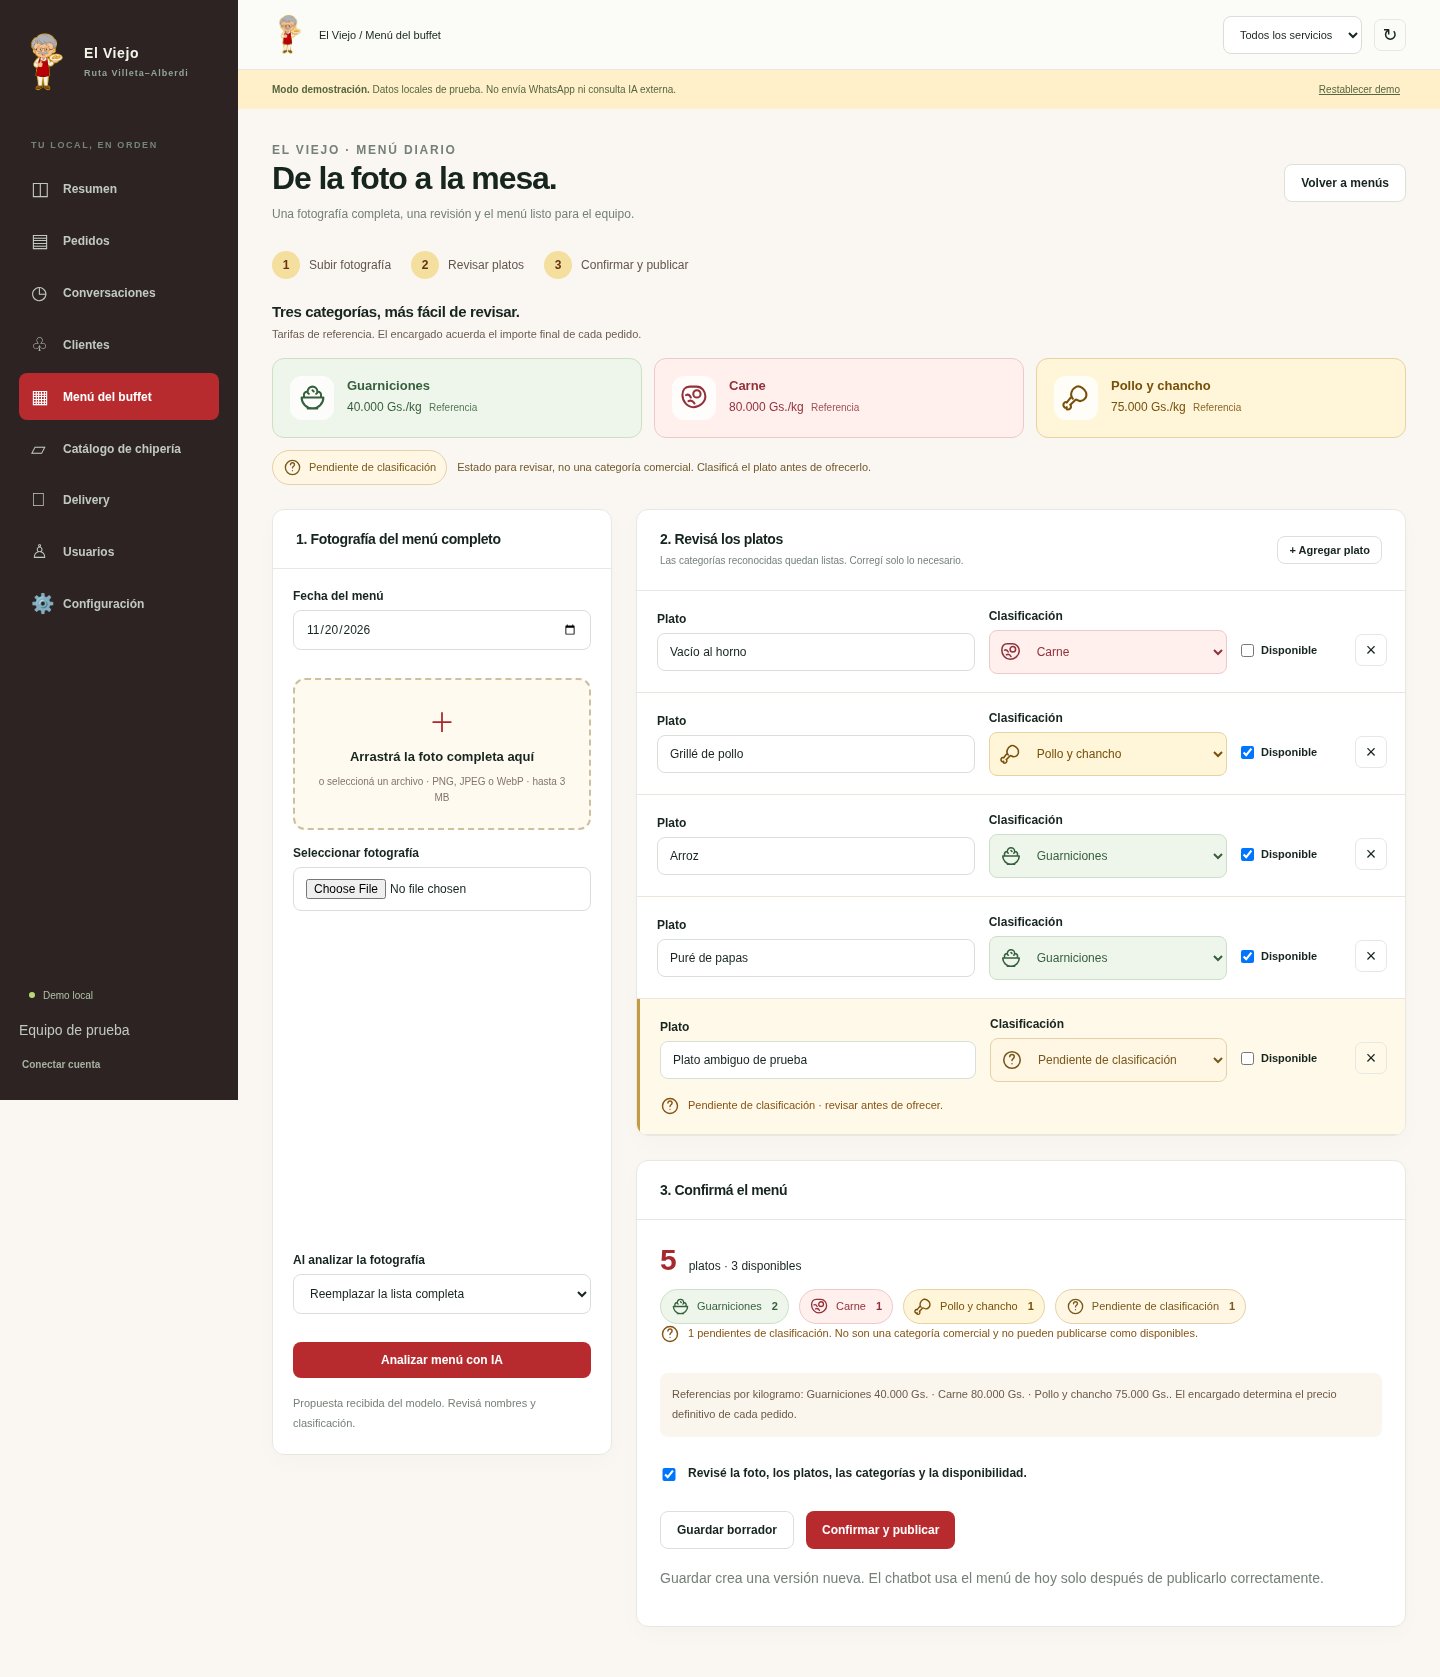 El Viejo
Ruta Villeta–Alberdi
TU LOCAL, EN ORDEN
Resumen
Pedidos
Conversaciones
Clientes
Menú del buffet
Catálogo de chipería
Delivery
Usuarios
Configuración
Demo local
Equipo de prueba
Conectar cuenta
El Viejo / Menú del buffet
Todos los servicios
Modo demostración. Datos locales de prueba. No envía WhatsApp ni consulta IA externa.
Restablecer demo
EL VIEJO · MENÚ DIARIO
De la foto a la mesa.
Una fotografía completa, una revisión y el menú listo para el equipo.
Volver a menús
1 Subir fotografía 2 Revisar platos 3 Confirmar y publicar
Tres categorías, más fácil de revisar.
Tarifas de referencia. El encargado acuerda el importe final de cada pedido.
Guarniciones
40.000 Gs./kg Referencia
Carne
80.000 Gs./kg Referencia
Pollo y chancho
75.000 Gs./kg Referencia
Pendiente de clasificación Estado para revisar, no una categoría comercial. Clasificá el plato antes de ofrecerlo.
1. Fotografía del menú completo
Fecha del menú
11/20/2026
+
Arrastrá la foto completa aquí
o seleccioná un archivo · PNG, JPEG o WebP · hasta 3
MB
Seleccionar fotografía
Choose File No file chosen
Al analizar la fotografía
Reemplazar la lista completa
Analizar menú con IA
Propuesta recibida del modelo. Revisá nombres y
clasificación.
2. Revisá los platos
Las categorías reconocidas quedan listas. Corregí solo lo necesario.
+ Agregar plato
Plato Clasificación
Vacío al horno Carne Disponible ×
Plato Clasificación
Grillé de pollo Pollo y chancho Disponible ×
Plato Clasificación
Arroz Guarniciones Disponible ×
Plato Clasificación
Puré de papas Guarniciones Disponible ×
Plato Clasificación
Plato ambiguo de prueba Pendiente de clasificación Disponible ×
Pendiente de clasificación · revisar antes de ofrecer.
3. Confirmá el menú
5 platos · 3 disponibles
Guarniciones 2 Carne 1 Pollo y chancho 1 Pendiente de clasificación 1
1 pendientes de clasificación. No son una categoría comercial y no pueden publicarse como disponibles.
Referencias por kilogramo: Guarniciones 40.000 Gs. · Carne 80.000 Gs. · Pollo y chancho 75.000 Gs.. El encargado determina el precio
definitivo de cada pedido.
Revisé la foto, los platos, las categorías y la disponibilidad.
Guardar borrador Confirmar y publicar
Guardar crea una versión nueva. El chatbot usa el menú de hoy solo después de publicarlo correctamente.